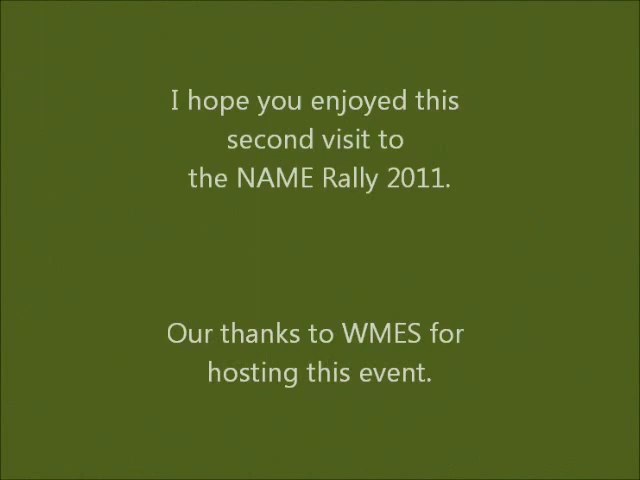 I hope you enjoyed this
second visit to
the NAME Rally 2011.
Our thanks to WMES for
hosting this event.